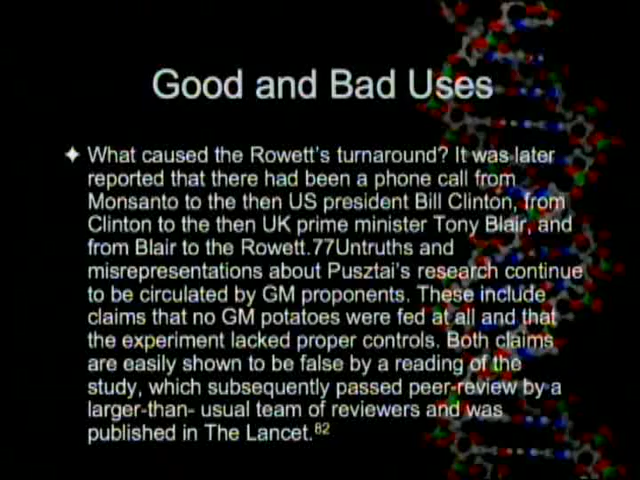 Good and Bad Uses
✦ What caused the Rowett's turnaround? It was later
reported that there had been a phone call from
Monsanto to the then US president Bill Clinton, from
Clinton to the then UK prime minister Tony Blair, and
from Blair to the Rowett.77Untruths and
misrepresentations about Pusztai's research continue
to be circulated by GM proponents. These include
claims that no GM potatoes were fed at all and that
the experiment lacked proper controls. Both claims
are easily shown to be false by a reading of the
study, which subsequently passed peer-review by a
larger-than- usual team of reviewers and was
published in The Lancet.82